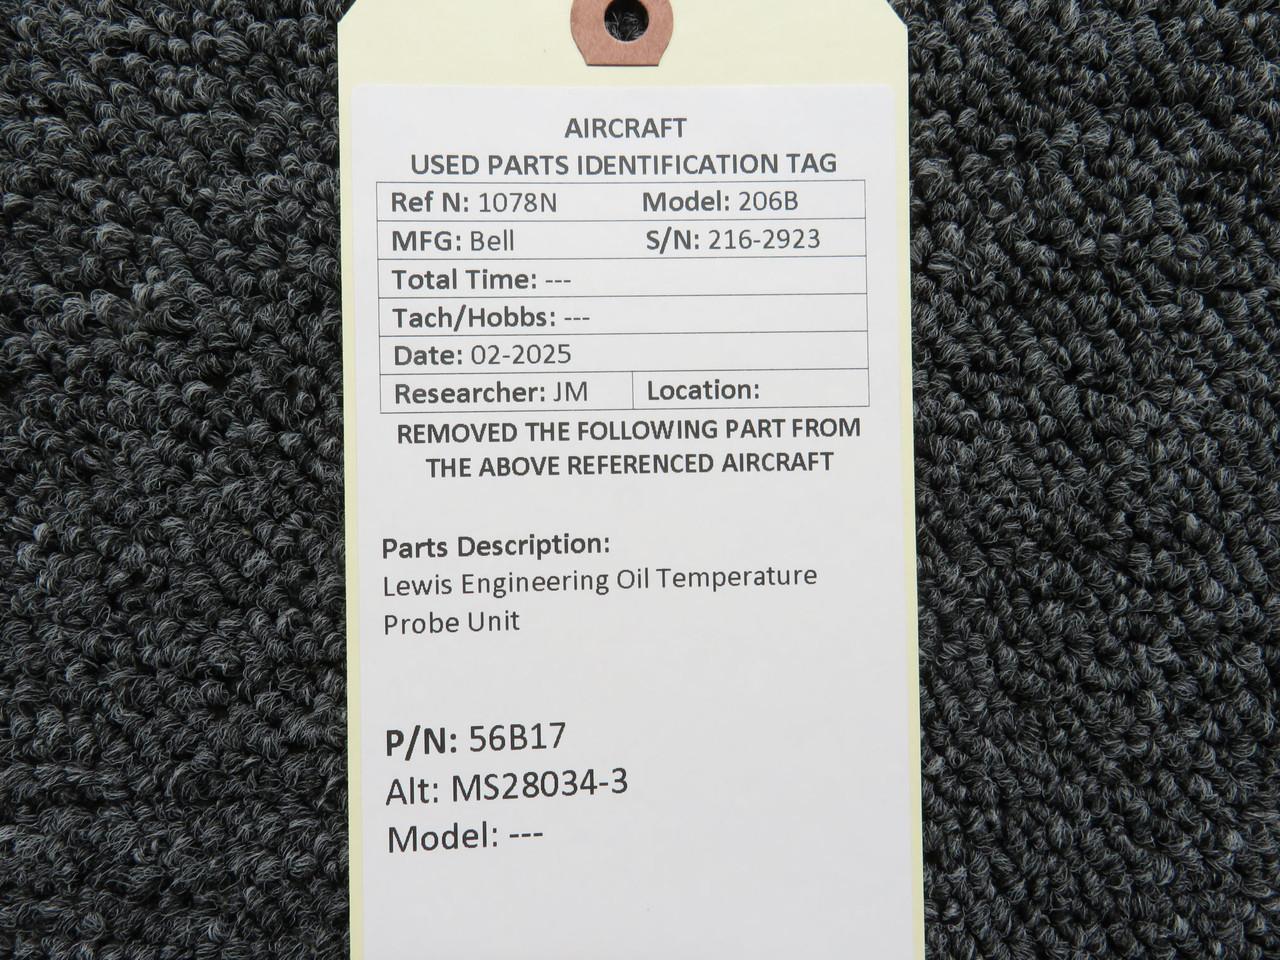 AIRCRAFT
USED PARTS IDENTIFICATION TAG
Ref N: 1078N Model: 206B
MFG: Bell S/N: 216-2923
Total Time: ---
Tach/Hobbs: ---
Date: 02-2025
Researcher: JM Location:
REMOVED THE FOLLOWING PART FROM
THE ABOVE REFERENCED AIRCRAFT
Parts Description:
Lewis Engineering Oil Temperature
Probe Unit
P/N: 56B17
Alt: MS28034-3
Model: ---